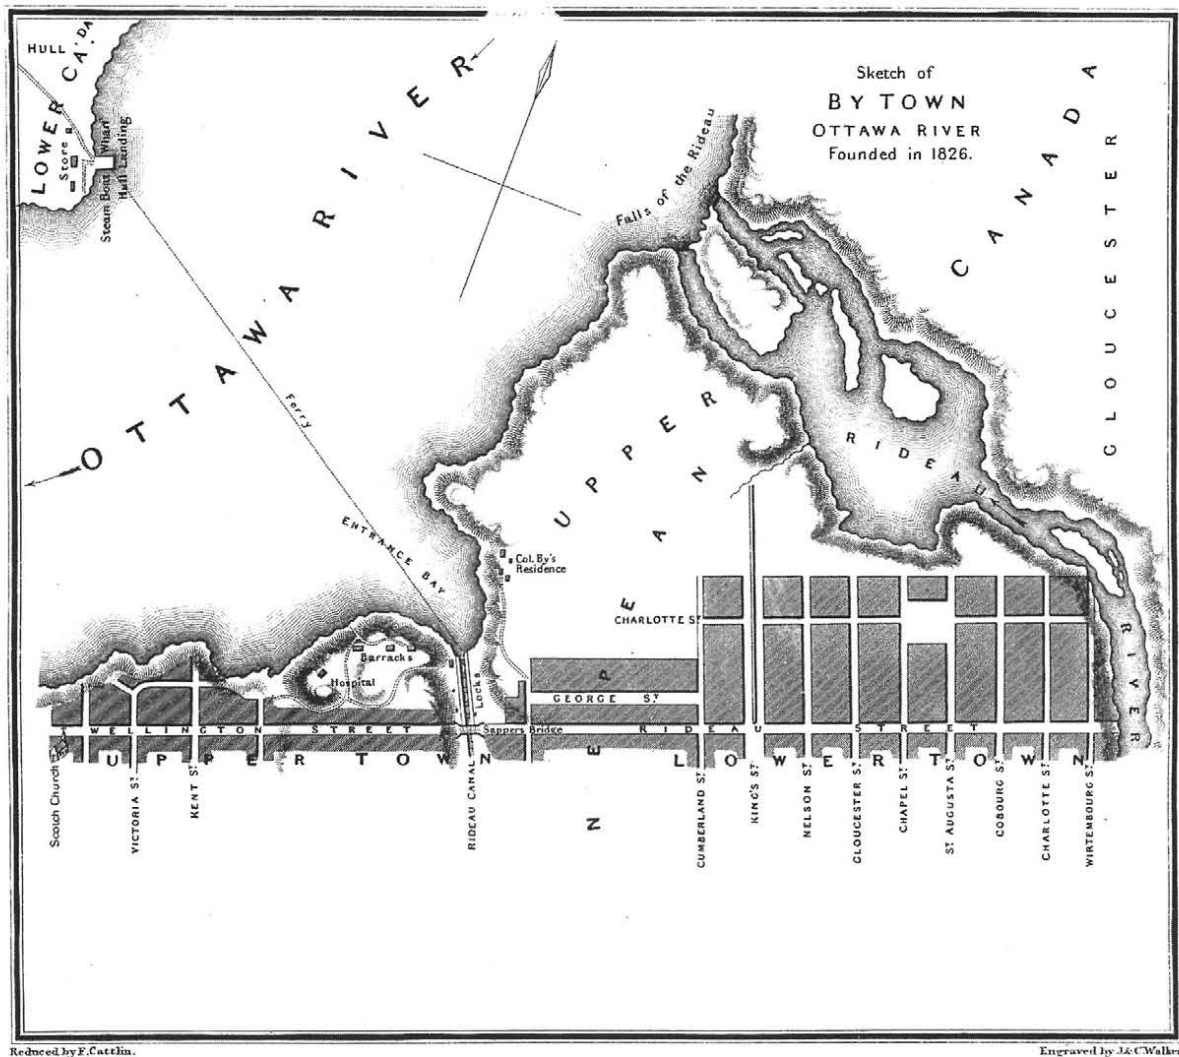 Sketch of
BY TOWN
OTTAWA RIVER
Founded in 1826.
HULL
LOWER CA'DA.
Store
Steam Boat Wharf
Hull Landing
OTTAWA RIVER
Falls of the Rideau
UPPER CANADA
GLOUCESTER
Ferry
ENTRANCE BAY
RIDEAU RIVER
Col. By's
Residence
NEPEAN
CHARLOTTE ST
Barracks
Hospital
Locks
GEORGE ST
WELLINGTON STREET
Sappers Bridge
RIDEAU STREET
UPPER TOWN
LOWER TOWN
Scotch Church
VICTORIA ST
KENT ST
RIDEAU CANAL
CUMBERLAND ST
KING'S ST
NELSON ST
GLOUCESTER ST
CHAPEL ST
ST AUGUSTA ST
COBOURG ST
CHARLOTTE ST
WIRTEMBOURG ST
Reduced by F. Cattlin.
Engraved by J. & C. Walker